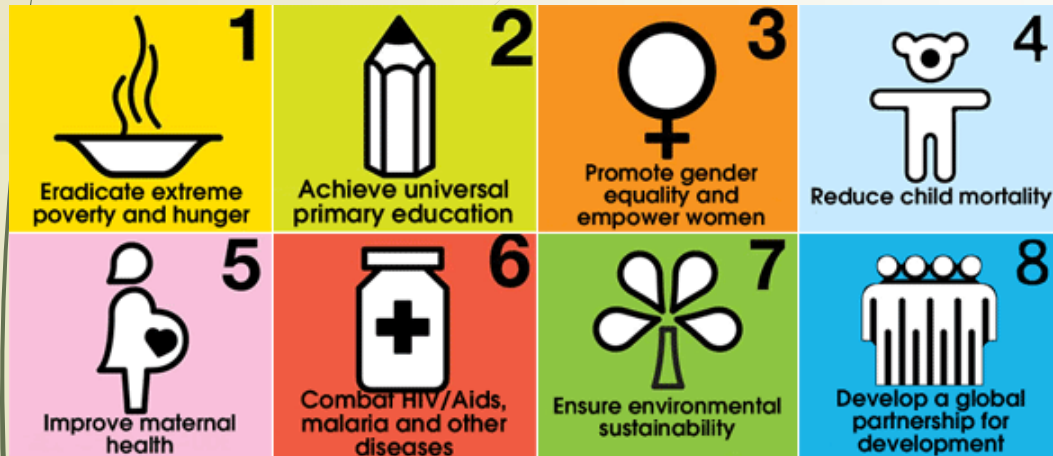 1
Eradicate extreme
poverty and hunger
2
Achieve universal
primary education
3
Promote gender
equality and
empower women
4
Reduce child mortality
5
Improve maternal
health
6
Combat HIV/Aids,
malaria and other
diseases
7
Ensure environmental
sustainability
8
Develop a global
partnership for
development